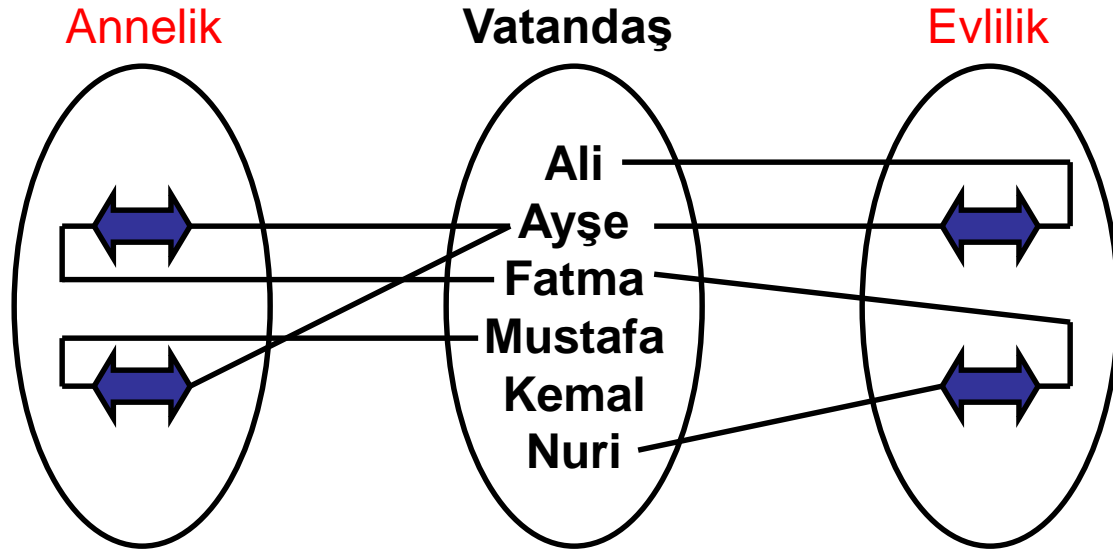 Annelik
Vatandaş
Evlilik
Ali
Ayşe
Fatma
Mustafa
Kemal
Nuri